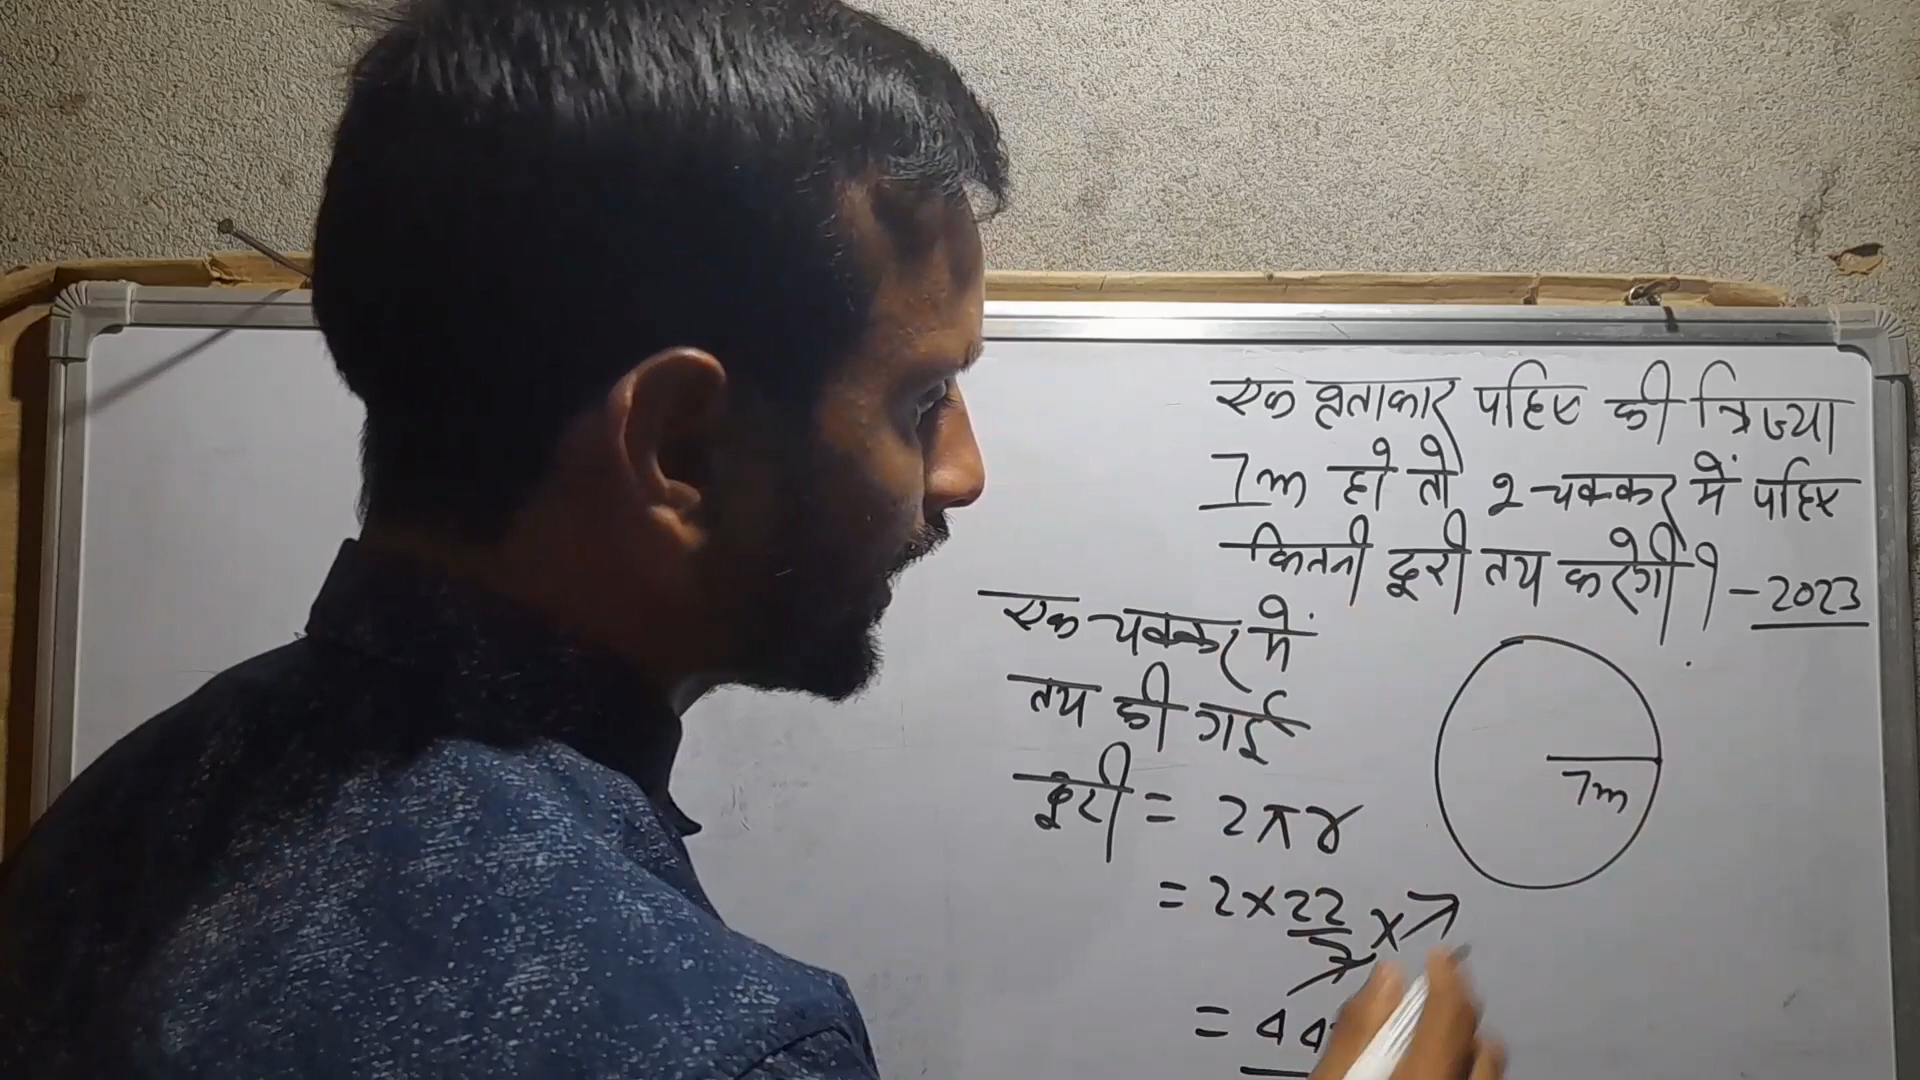 एक वृताकार पहिए की त्रिज्या
7m हो तो 2 चक्कर में पहिए
कितनी दूरी तय करेगी? - 2023
एक चक्कर में
तय की गई
दूरी = 2πr
7m
= 2 × 22/7 × 7
= 44